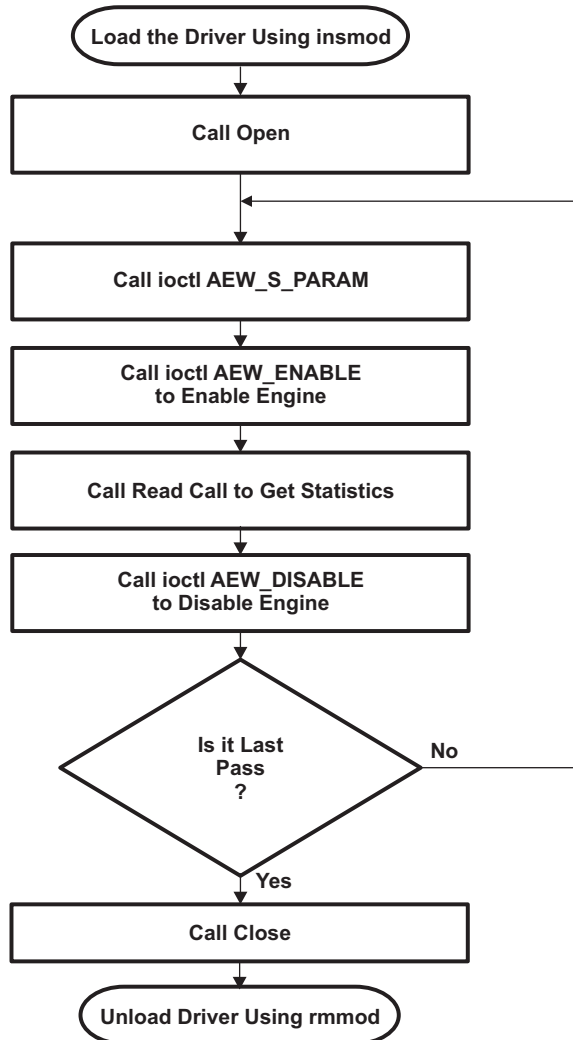 Load the Driver Using insmod
Call Open
Call ioctl AEW_S_PARAM
Call ioctl AEW_ENABLE
to Enable Engine
Call Read Call to Get Statistics
Call ioctl AEW_DISABLE
to Disable Engine
Is it Last
Pass
?
No
Yes
Call Close
Unload Driver Using rmmod